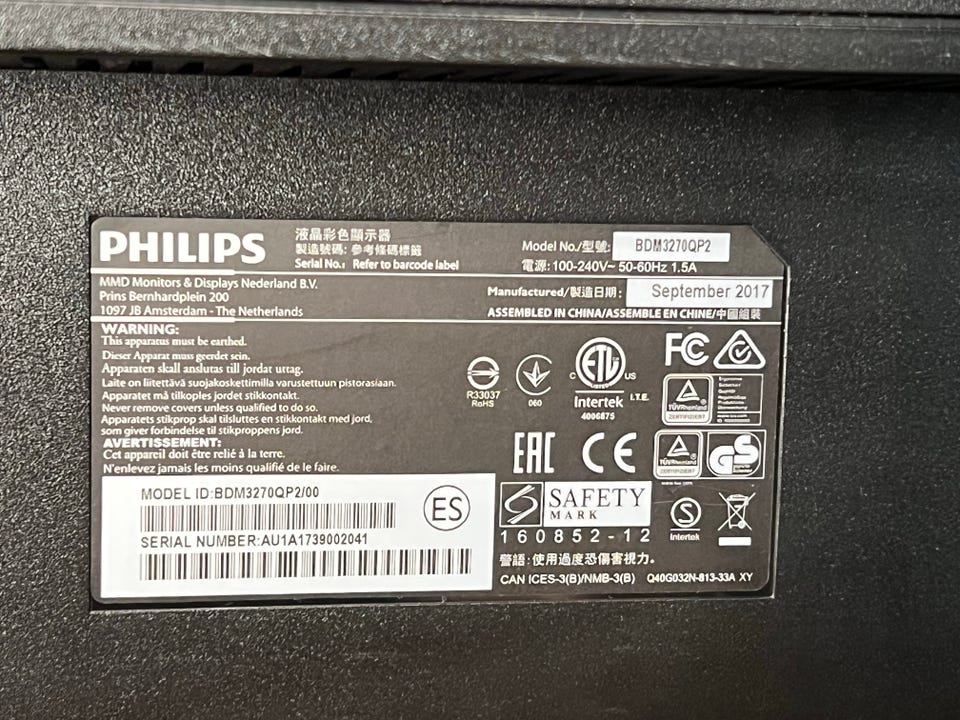 PHILIPS
液晶彩色顯示器
製造號碼: 參考條碼標籤
Serial No.: Refer to barcode label
Model No./型號: BDM3270QP2
電源: 100-240V~ 50-60Hz 1.5A
MMD Monitors & Displays Nederland B.V.
Prins Bernhardplein 200
1097 JB Amsterdam - The Netherlands
Manufactured/製造日期: September 2017
ASSEMBLED IN CHINA/ASSEMBLE EN CHINE/中國組裝
WARNING:
This apparatus must be earthed.
Dieser Apparat muss geerdet sein.
Apparaten skall anslutas till jordat uttag.
Laite on liitettävä suojakoskettimilla varustettuun pistorasiaan.
Apparatet må tilkoples jordet stikkontakt.
Never remove covers unless qualified to do so.
Apparatets stikprop skal tilsluttes en stikkontakt med jord,
som giver forbindelse til stikproppens jord.
AVERTISSEMENT:
Cet appareil doit être relié à la terre.
N'enlevez jamais les moins qualifié de le faire.
R33037
RoHS
060
C ETL US
LISTED
Intertek I.T.E.
4006875
FC
TÜVRheinland
ZERTIFIZIERT
EAC
CE
TÜVRheinland
ZERTIFIZIERT
GS
MODEL ID:BDM3270QP2/00
ES
SERIAL NUMBER:AU1A1739002041
SAFETY
MARK
160852-12
S
Intertek
警語: 使用過度恐傷害視力。
CAN ICES-3(B)/NMB-3(B) Q40G032N-813-33A XY